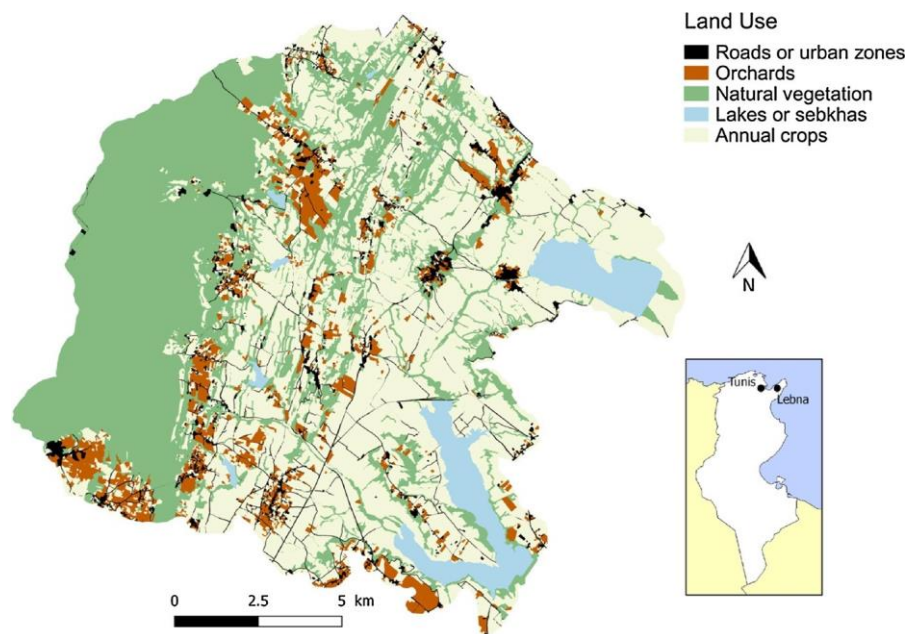 Land Use
Roads or urban zones
Orchards
Natural vegetation
Lakes or sebkhas
Annual crops
N
Tunis
Lebna
0 2.5 5 km